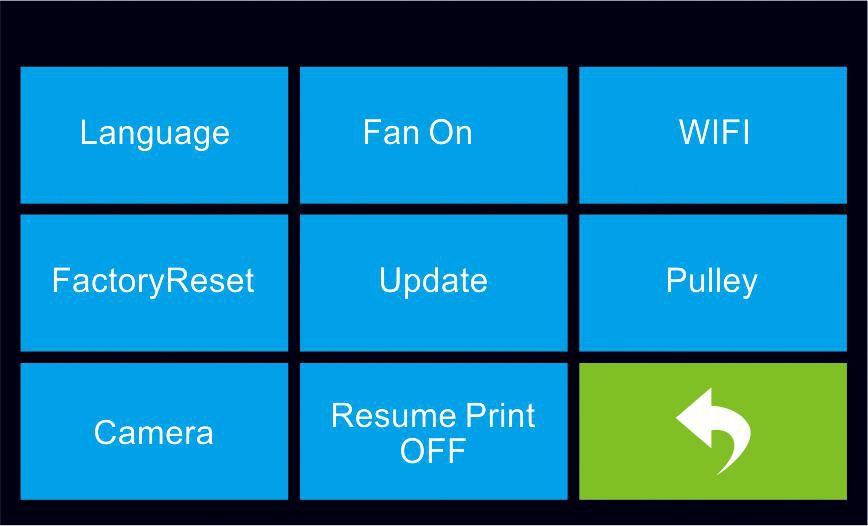 Language
Fan On
WIFI
FactoryReset
Update
Pulley
Camera
Resume Print
OFF